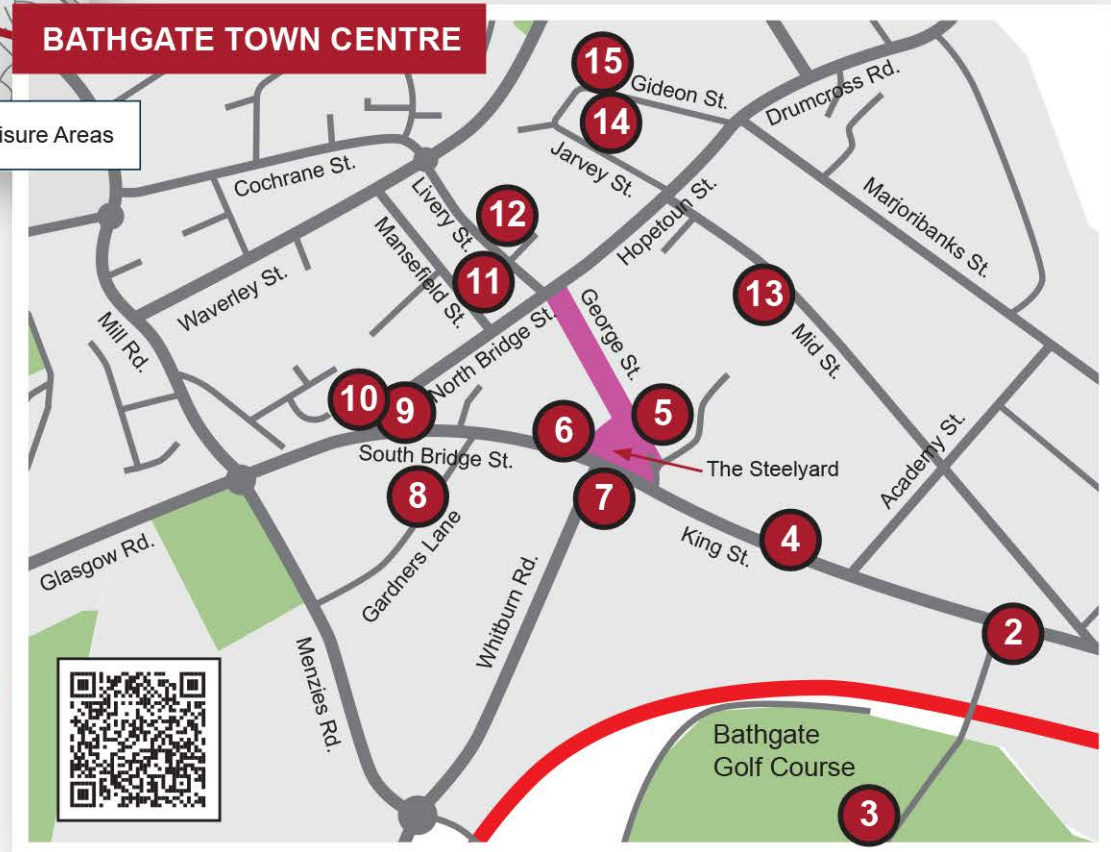 BATHGATE TOWN CENTRE
isure Areas
15
Gideon St.
Drumcross Rd.
14
Jarvey St.
Cochrane St.
Livery St.
12
Hopetoun St.
Marjoribanks St.
Mansefield St.
11
13
Waverley St.
George St.
Mill Rd.
North Bridge St.
Mid St.
10
9
6
5
South Bridge St.
The Steelyard
Academy St.
8
7
King St.
4
Glasgow Rd.
Gardners Lane
Whitburn Rd.
2
Menzies Rd.
Bathgate
Golf Course
3